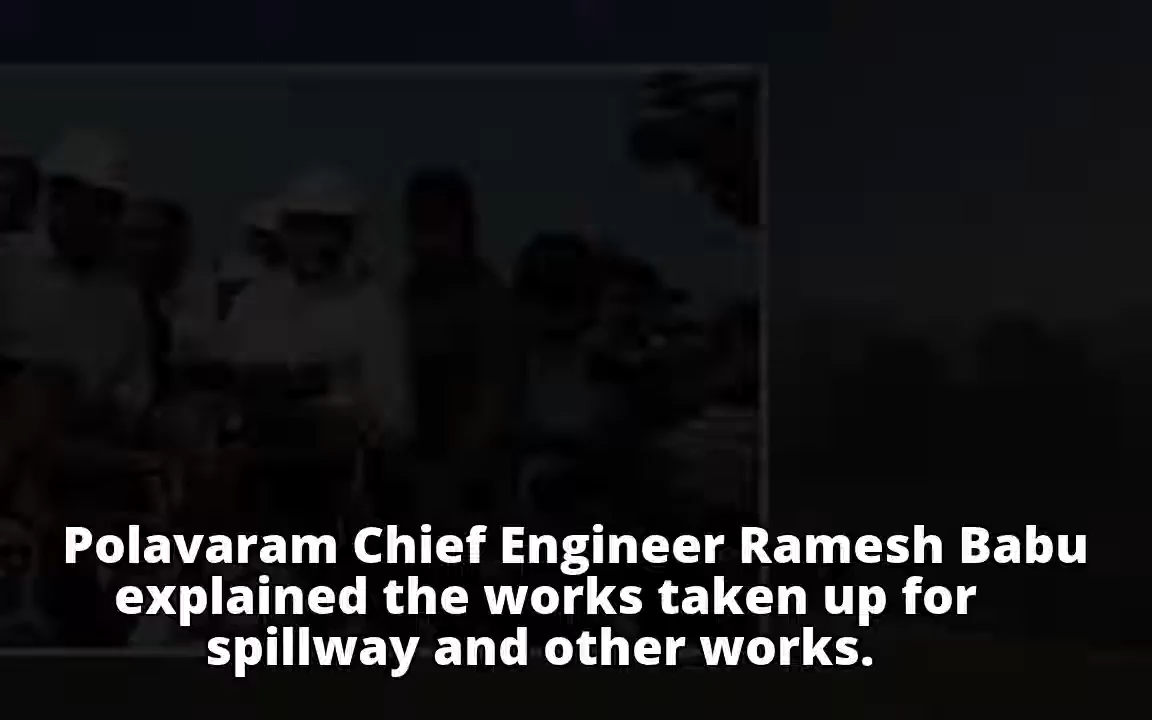 Polavaram Chief Engineer Ramesh Babu
explained the works taken up for
spillway and other works.